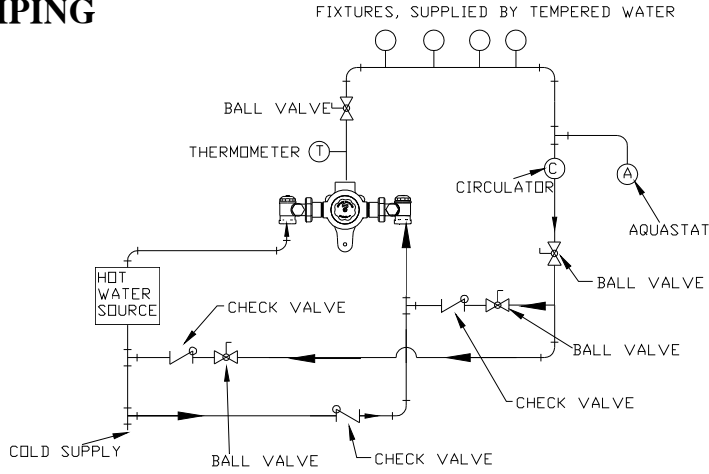 IPING
FIXTURES, SUPPLIED BY TEMPERED WATER
BALL VALVE
THERMOMETER
T
C
CIRCULATOR
A
AQUASTAT
HOT
WATER
SOURCE
BALL VALVE
CHECK VALVE
BALL VALVE
CHECK VALVE
COLD SUPPLY
BALL VALVE
CHECK VALVE